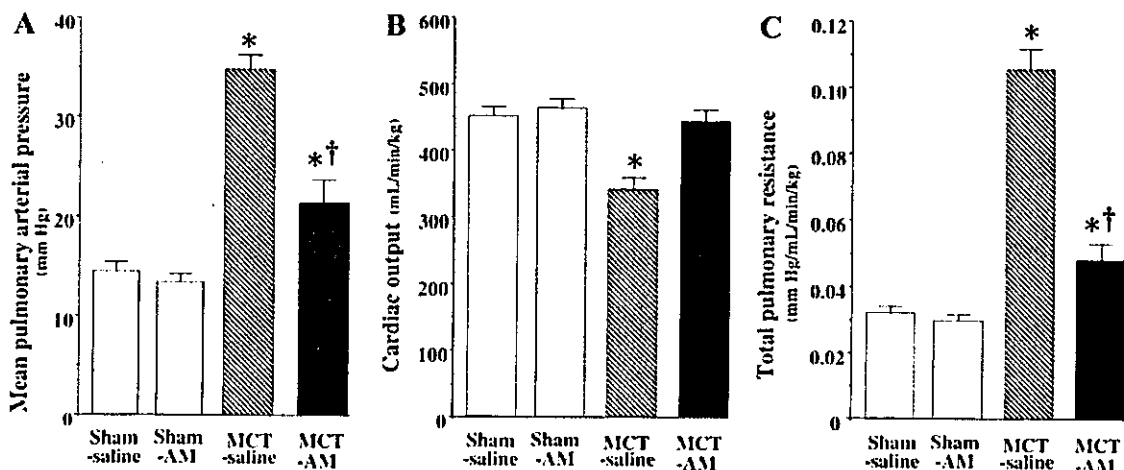 A
Mean pulmonary arterial pressure
(mm Hg)
40
30
20
10
0
*
*†
Sham
-saline
Sham
-AM
MCT
-saline
MCT
-AM
B
Cardiac output (mL/min/kg)
600
500
400
300
200
100
0
*
Sham
-saline
Sham
-AM
MCT
-saline
MCT
-AM
C
Total pulmonary resistance
(mm Hg/mL/min/kg)
0.12
0.10
0.08
0.06
0.04
0.02
0
*
*†
Sham
-saline
Sham
-AM
MCT
-saline
MCT
-AM